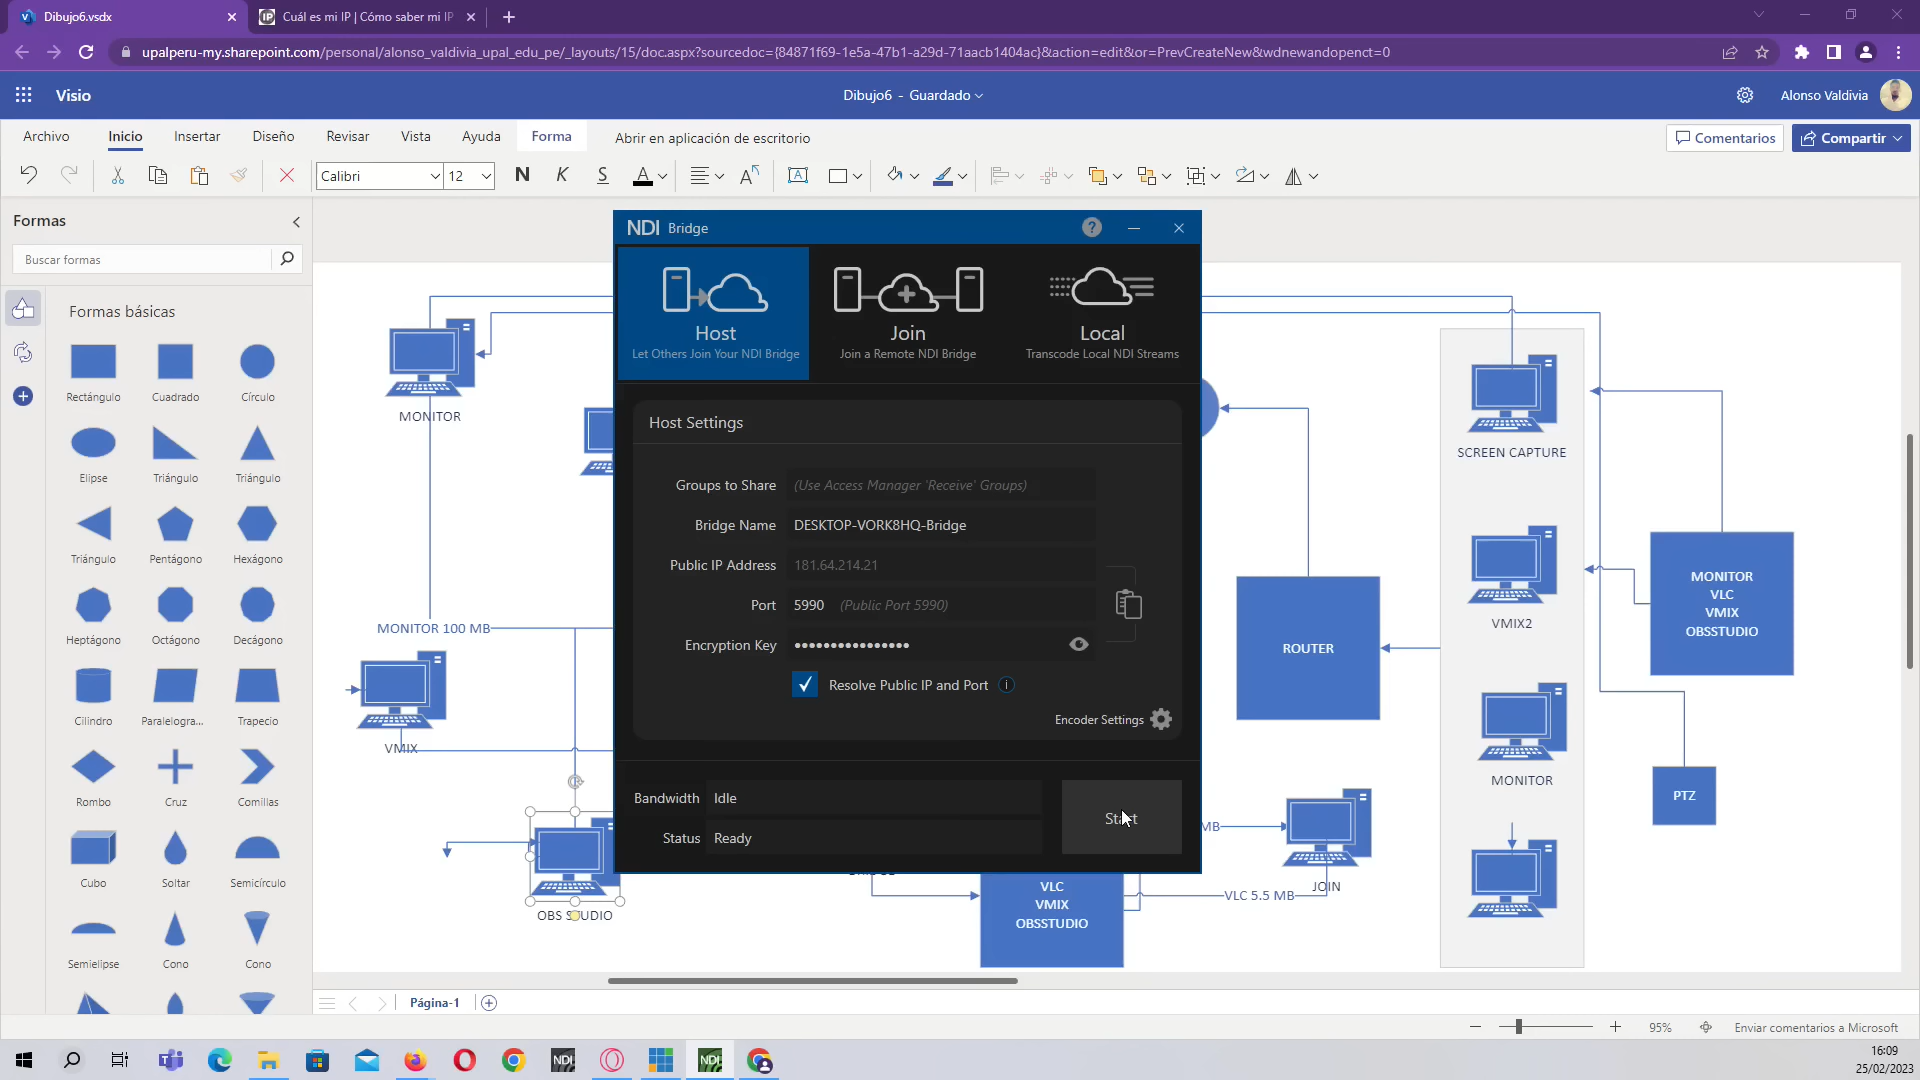 Dibujo6.vsdx
Cuál es mi IP | Cómo saber mi IP
upalperu-my.sharepoint.com/personal/alonso_valdivia_upal_edu_pe/_layouts/15/doc.aspx?sourcedoc={84871f69-1e5a-47b1-a29d-71aacb1404ac}&action=edit&or=PrevCreateNew&wdnewandopenct=0
Visio
Dibujo6 - Guardado
Alonso Valdivia
Archivo
Inicio
Insertar
Diseño
Revisar
Vista
Ayuda
Forma
Abrir en aplicación de escritorio
Comentarios
Compartir
Calibri
12
N
K
S
A
Formas
Buscar formas
Formas básicas
Rectángulo
Cuadrado
Círculo
Elipse
Triángulo
Triángulo
Triángulo
Pentágono
Hexágono
Heptágono
Octágono
Decágono
Cilindro
Paralelogra...
Trapecio
Rombo
Cruz
Comillas
Cubo
Soltar
Semicírculo
Semielipse
Cono
Cono
MONITOR
MONITOR 100 MB
VMIX
OBS STUDIO
NDI Bridge
Host
Let Others Join Your NDI Bridge
Join
Join a Remote NDI Bridge
Local
Transcode Local NDI Streams
Host Settings
Groups to Share
(Use Access Manager 'Receive' Groups)
Bridge Name
DESKTOP-VORK8HQ-Bridge
Public IP Address
181.64.214.21
Port
5990 (Public Port 5990)
Encryption Key
Resolve Public IP and Port
Encoder Settings
Bandwidth
Idle
Status
Ready
Start
VLC
VMIX
OBSSTUDIO
MB
VLC 5.5 MB
JOIN
ROUTER
SCREEN CAPTURE
VMIX2
MONITOR
MONITOR
VLC
VMIX
OBSSTUDIO
PTZ
Página-1
95%
Enviar comentarios a Microsoft
NDI
NDI
16:09
25/02/2023